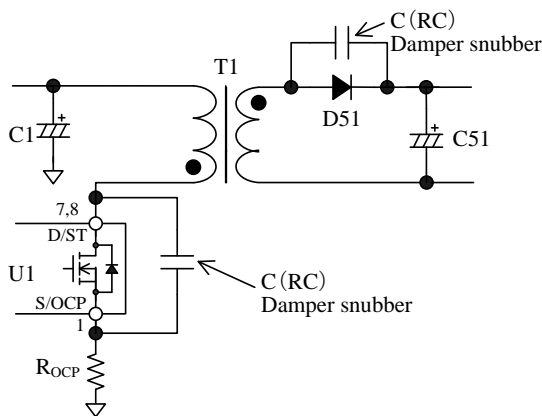 C（RC）
Damper snubber
T1
D51
C1
C51
7,8
D/ST
U1
C（RC）
Damper snubber
S/OCP
1
ROCP